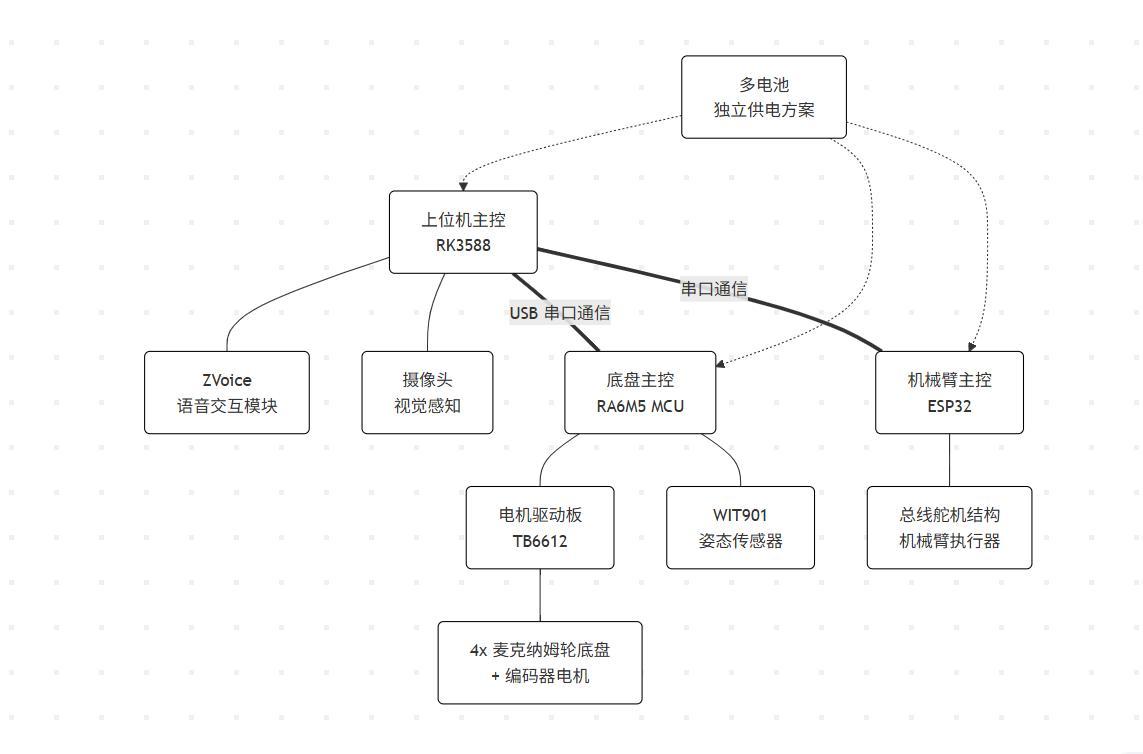 多电池
独立供电方案
上位机主控
RK3588
串口通信
USB 串口通信
ZVoice
语音交互模块
摄像头
视觉感知
底盘主控
RA6M5 MCU
机械臂主控
ESP32
电机驱动板
TB6612
WIT901
姿态传感器
总线舵机结构
机械臂执行器
4x 麦克纳姆轮底盘
+ 编码器电机